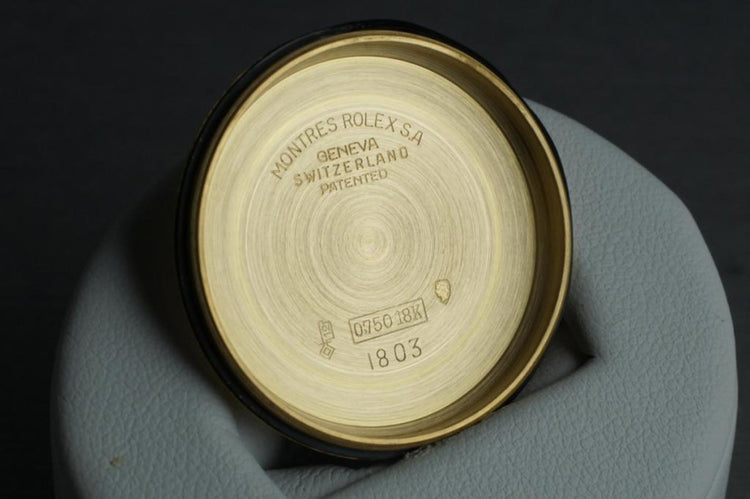 MONTRES ROLEX S.A
GENEVA
SWITZERLAND
PATENTED
0.750 18K
1803